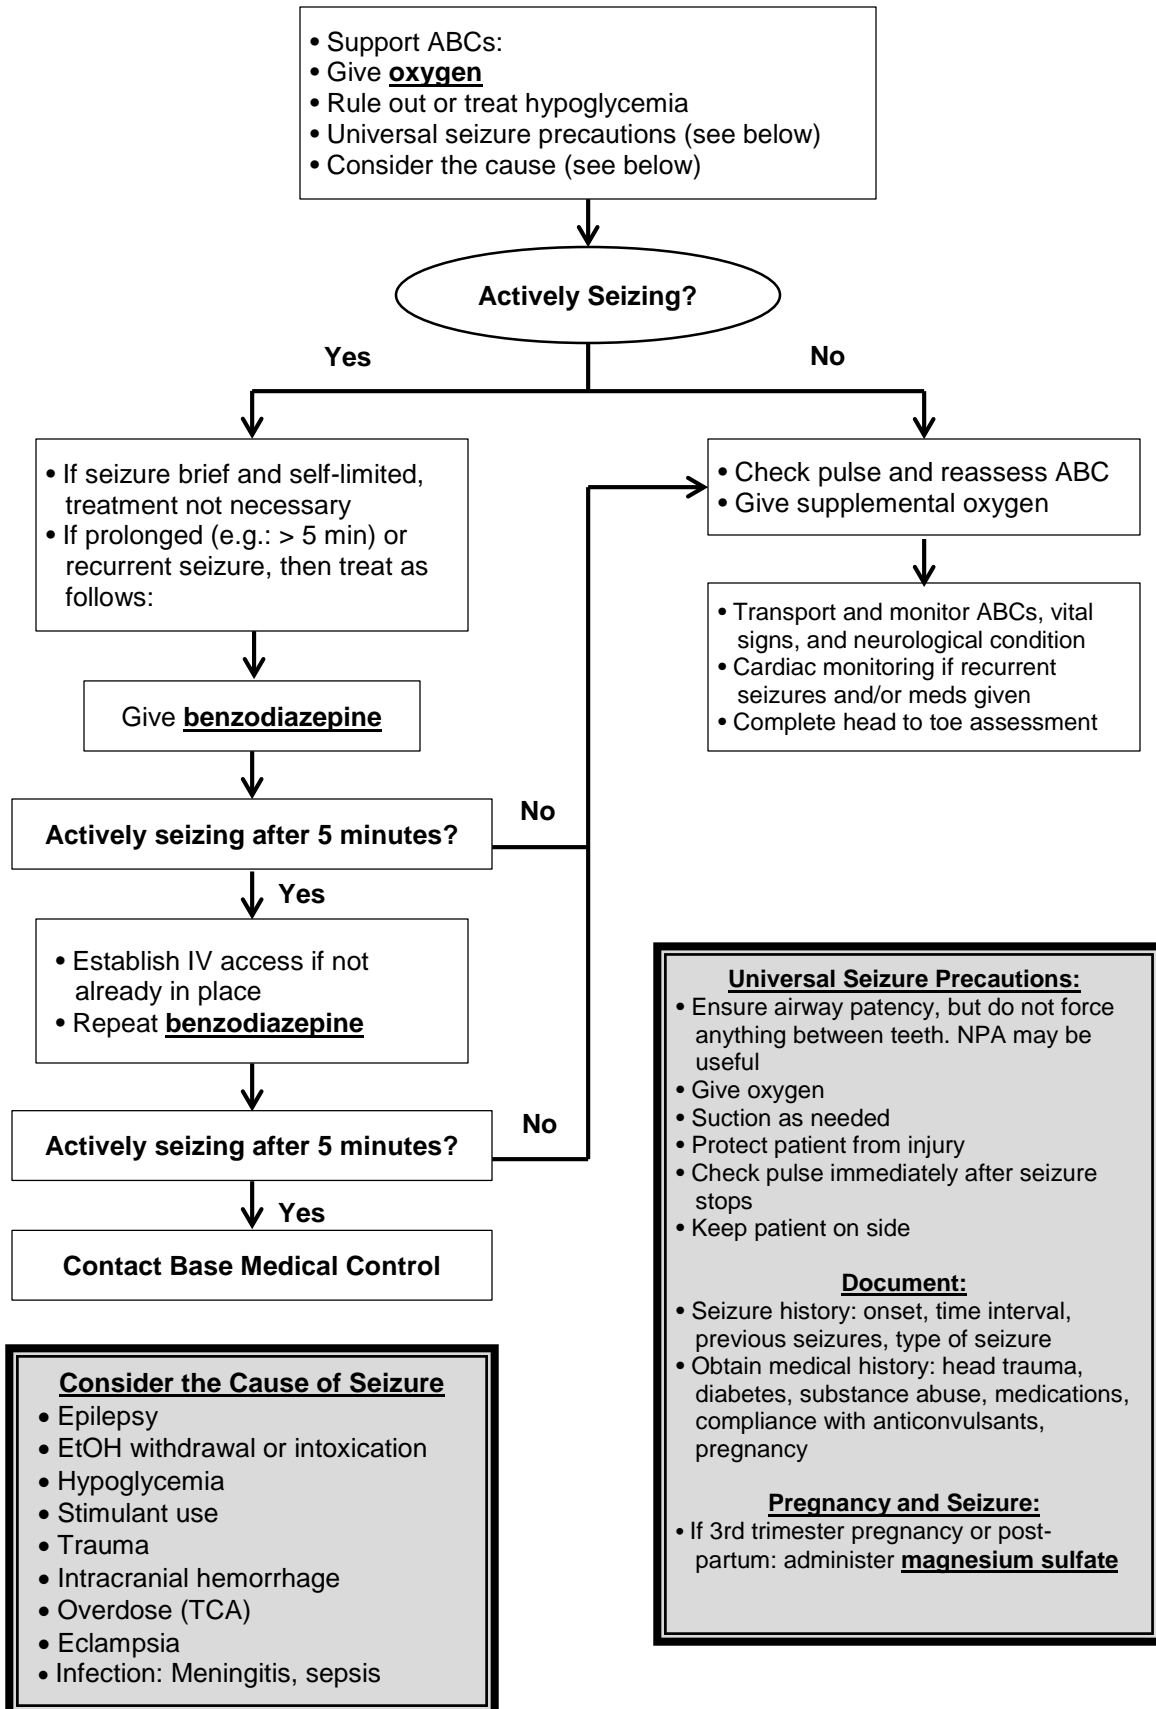 • Support ABCs:
• Give oxygen
• Rule out or treat hypoglycemia
• Universal seizure precautions (see below)
• Consider the cause (see below)
Actively Seizing?
Yes
No
• If seizure brief and self-limited,
treatment not necessary
• If prolonged (e.g.: > 5 min) or
recurrent seizure, then treat as
follows:
• Check pulse and reassess ABC
• Give supplemental oxygen
• Transport and monitor ABCs, vital
signs, and neurological condition
• Cardiac monitoring if recurrent
seizures and/or meds given
• Complete head to toe assessment
Give benzodiazepine
Actively seizing after 5 minutes?
No
Yes
• Establish IV access if not
already in place
• Repeat benzodiazepine
Actively seizing after 5 minutes?
No
Yes
Contact Base Medical Control
Universal Seizure Precautions:
• Ensure airway patency, but do not force
anything between teeth. NPA may be
useful
• Give oxygen
• Suction as needed
• Protect patient from injury
• Check pulse immediately after seizure
stops
• Keep patient on side
Document:
• Seizure history: onset, time interval,
previous seizures, type of seizure
• Obtain medical history: head trauma,
diabetes, substance abuse, medications,
compliance with anticonvulsants,
pregnancy
Pregnancy and Seizure:
• If 3rd trimester pregnancy or post-
partum: administer magnesium sulfate
Consider the Cause of Seizure
• Epilepsy
• EtOH withdrawal or intoxication
• Hypoglycemia
• Stimulant use
• Trauma
• Intracranial hemorrhage
• Overdose (TCA)
• Eclampsia
• Infection: Meningitis, sepsis